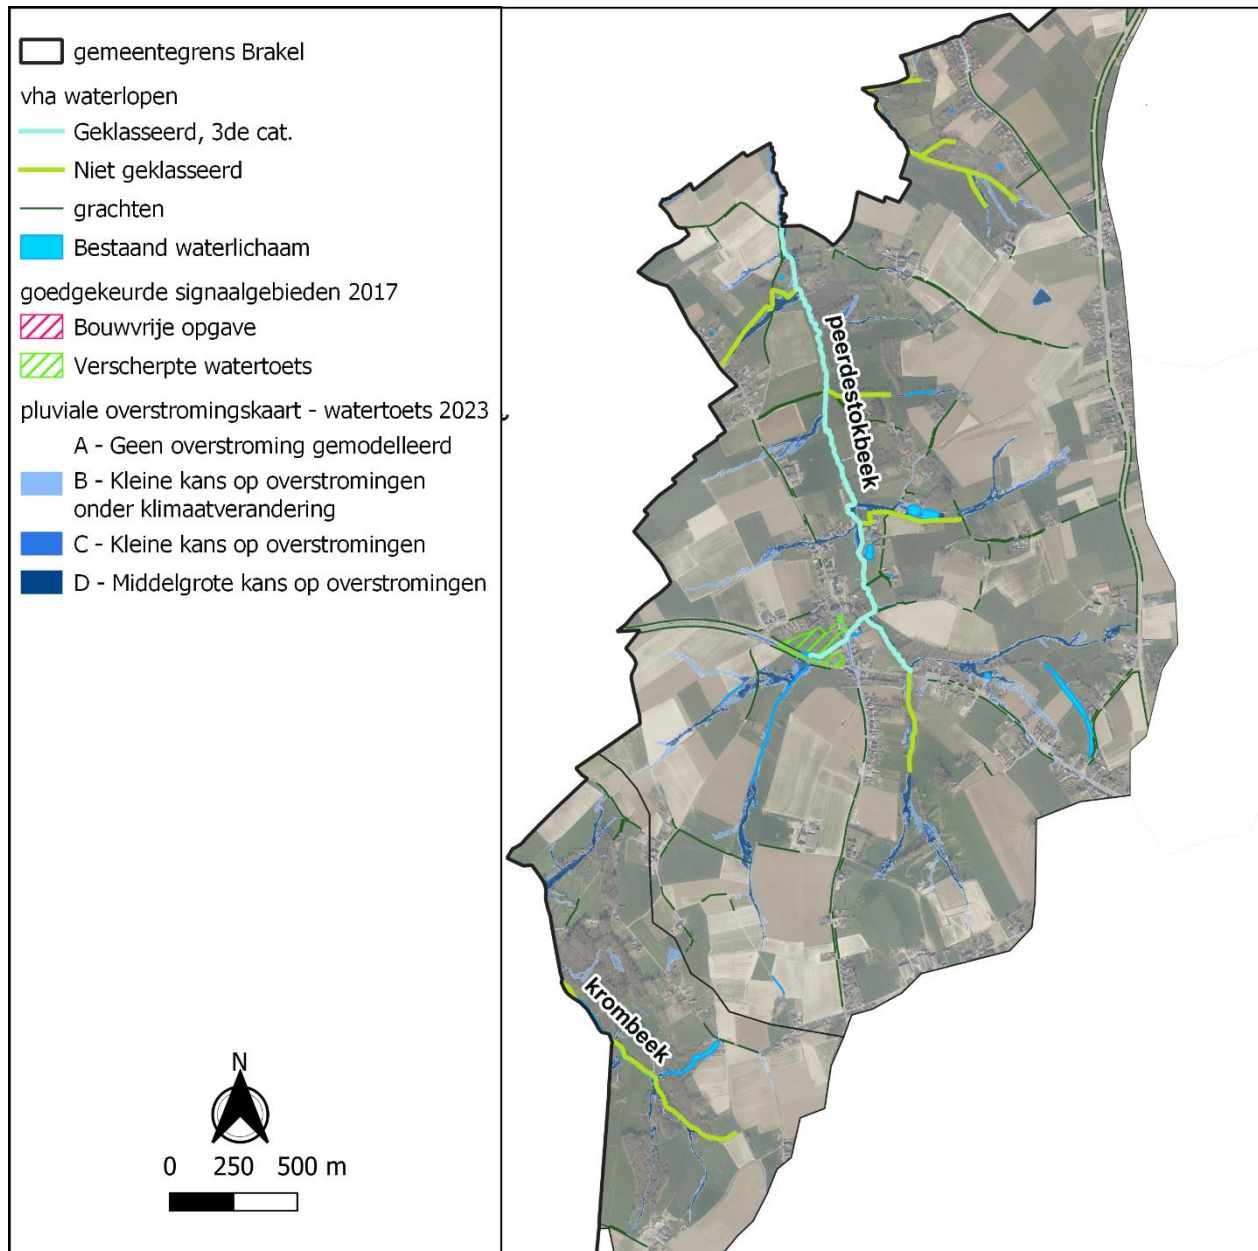 gemeentegrens Brakel
vha waterlopen
Geklasseerd, 3de cat.
Niet geklasseerd
grachten
Bestaand waterlichaam
goedgekeurde signaalgebieden 2017
Bouwvrije opgave
Verscherpte watertoets
pluviale overstromingskaart - watertoets 2023
A - Geen overstroming gemodelleerd
B - Kleine kans op overstromingen
onder klimaatverandering
C - Kleine kans op overstromingen
D - Middelgrote kans op overstromingen
N
0 250 500 m
peerdestokbeek
krombeek